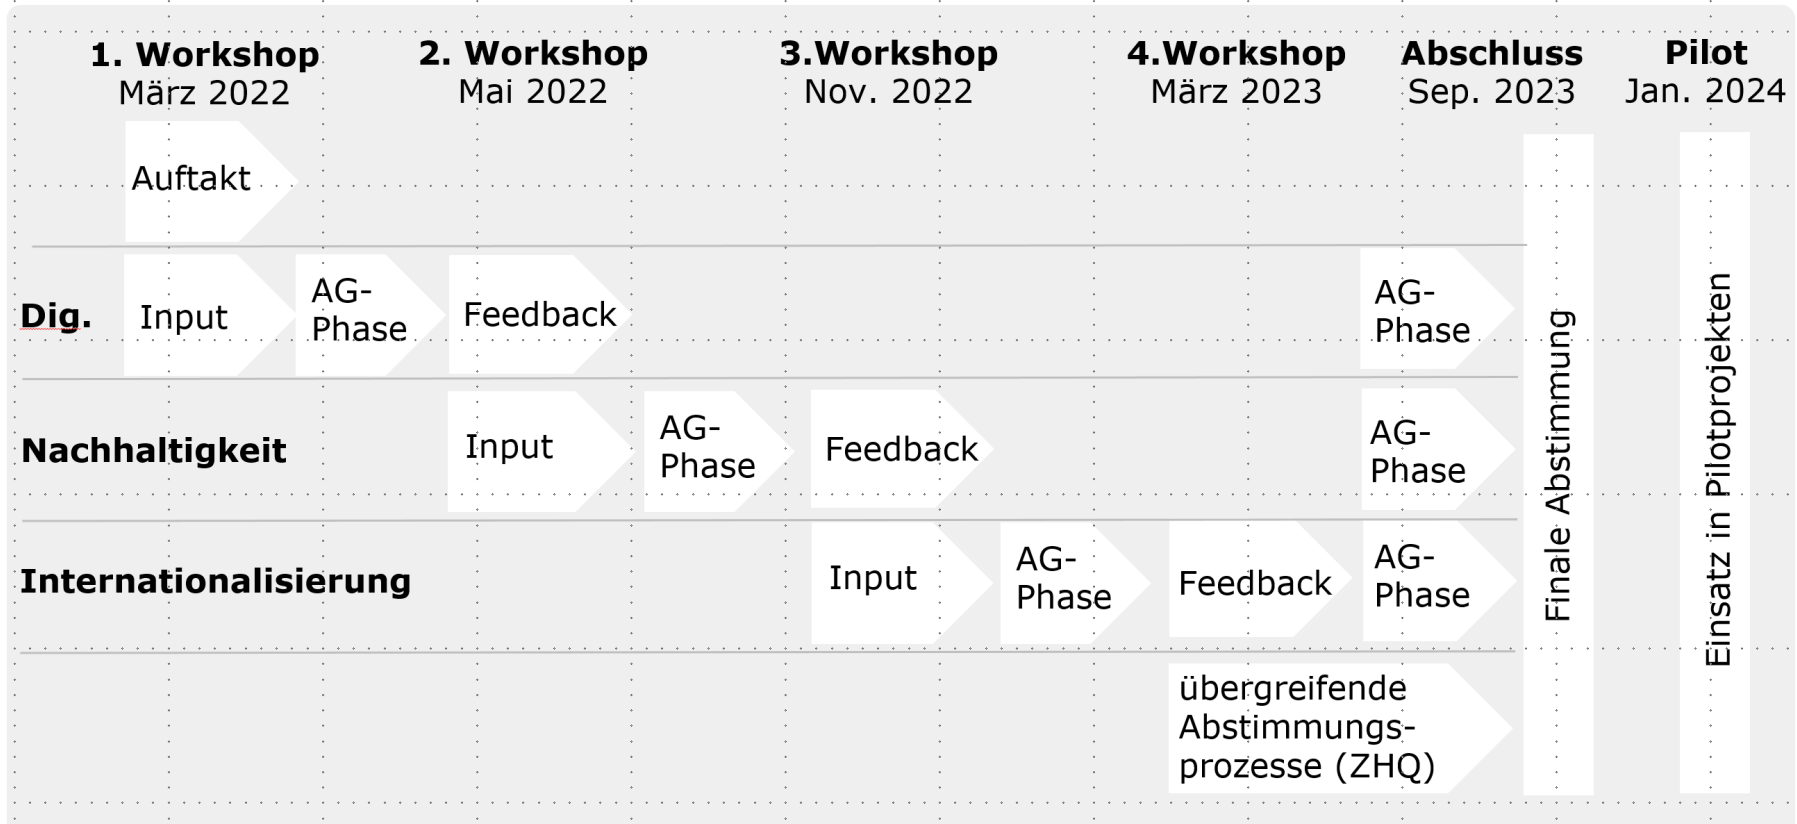 1. Workshop
März 2022
2. Workshop
Mai 2022
3.Workshop
Nov. 2022
4.Workshop
März 2023
Abschluss
Sep. 2023
Pilot
Jan. 2024
Auftakt
Dig.
Input
AG-
Phase
Feedback
AG-
Phase
Nachhaltigkeit
Input
AG-
Phase
Feedback
AG-
Phase
Internationalisierung
Input
AG-
Phase
Feedback
AG-
Phase
übergreifende
Abstimmungs-
prozesse (ZHQ)
Finale Abstimmung
Einsatz in Pilotprojekten